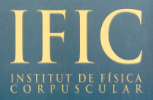 IFIC
INSTITUT DE FÍSICA
CORPUSCULAR